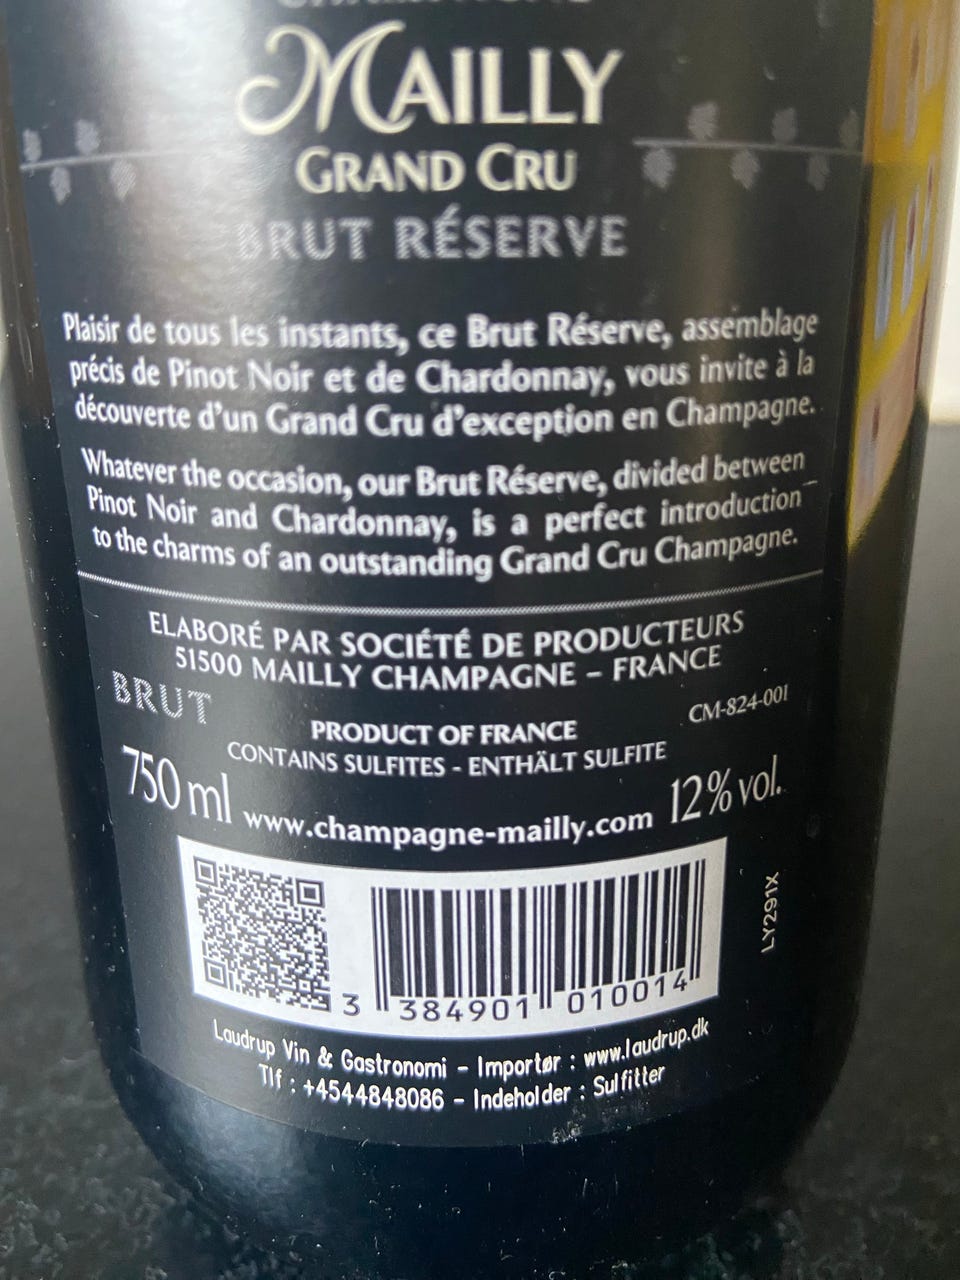 MAILLY
GRAND CRU
BRUT RÉSERVE
Plaisir de tous les instants, ce Brut Réserve, assemblage
précis de Pinot Noir et de Chardonnay, vous invite à la
découverte d'un Grand Cru d'exception en Champagne.
Whatever the occasion, our Brut Réserve, divided between
Pinot Noir and Chardonnay, is a perfect introduction
to the charms of an outstanding Grand Cru Champagne.
ELABORÉ PAR SOCIÉTÉ DE PRODUCTEURS
51500 MAILLY CHAMPAGNE – FRANCE
BRUT
CM-824-001
PRODUCT OF FRANCE
CONTAINS SULFITES - ENTHÄLT SULFITE
750 ml www.champagne-mailly.com 12% vol.
LY291X
3 384901 010014
Laudrup Vin & Gastronomi - Importør : www.laudrup.dk
Tlf : +4544848086 - Indeholder : Sulfitter